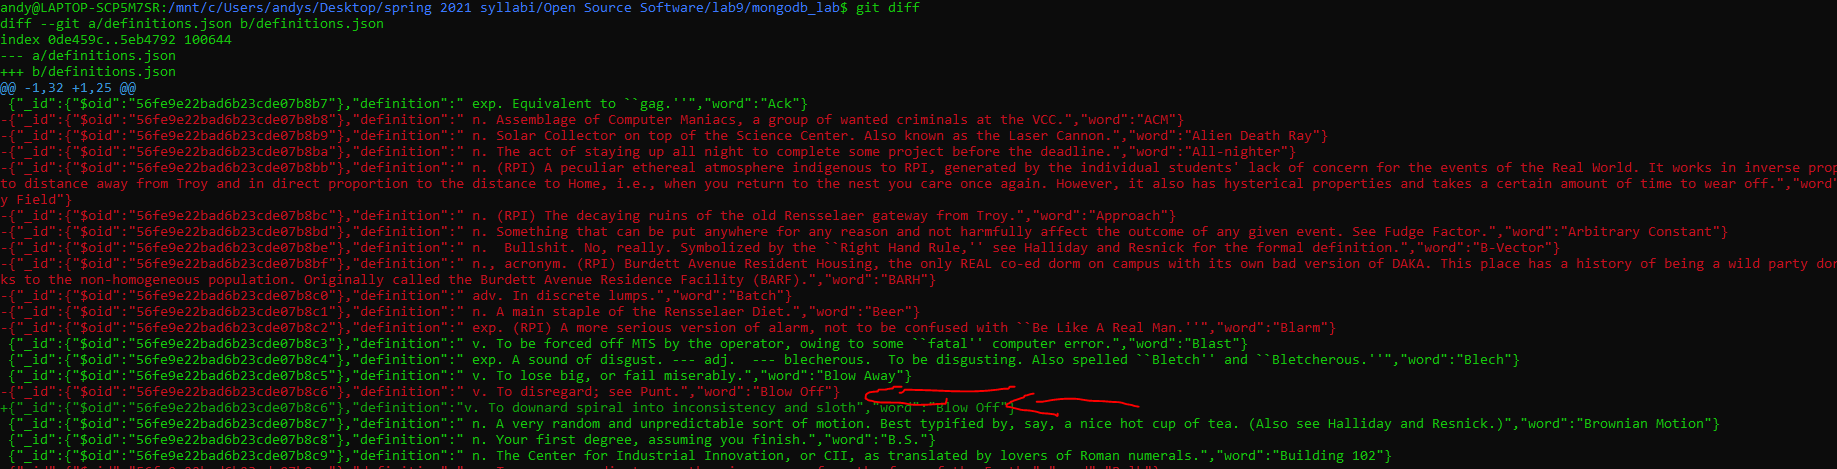 andy@LAPTOP-SCP5M7SR:/mnt/c/Users/andys/Desktop/spring 2021 syllabi/Open Source Software/lab9/mongodb_lab$ git diff
diff --git a/definitions.json b/definitions.json
index 0de459c..5eb4792 100644
--- a/definitions.json
+++ b/definitions.json
@@ -1,32 +1,25 @@
 {"_id":{"$oid":"56fe9e22bad6b23cde07b8b7"},"definition":" exp. Equivalent to ``gag.''","word":"Ack"}
-{"_id":{"$oid":"56fe9e22bad6b23cde07b8b8"},"definition":" n. Assemblage of Computer Maniacs, a group of wanted criminals at the VCC.","word":"ACM"}
-{"_id":{"$oid":"56fe9e22bad6b23cde07b8b9"},"definition":" n. Solar Collector on top of the Science Center. Also known as the Laser Cannon.","word":"Alien Death Ray"}
-{"_id":{"$oid":"56fe9e22bad6b23cde07b8ba"},"definition":" n. The act of staying up all night to complete some project before the deadline.","word":"All-nighter"}
-{"_id":{"$oid":"56fe9e22bad6b23cde07b8bb"},"definition":" n. (RPI) A peculiar ethereal atmosphere indigenous to RPI, generated by the individual students' lack of concern for the events of the Real World. It works in inverse prop
to distance away from Troy and in direct proportion to the distance to Home, i.e., when you return to the nest you care once again. However, it also has hysterical properties and takes a certain amount of time to wear off.","word"
y Field"}
-{"_id":{"$oid":"56fe9e22bad6b23cde07b8bc"},"definition":" n. (RPI) The decaying ruins of the old Rensselaer gateway from Troy.","word":"Approach"}
-{"_id":{"$oid":"56fe9e22bad6b23cde07b8bd"},"definition":" n. Something that can be put anywhere for any reason and not harmfully affect the outcome of any given event. See Fudge Factor.","word":"Arbitrary Constant"}
-{"_id":{"$oid":"56fe9e22bad6b23cde07b8be"},"definition":" n.  Bullshit. No, really. Symbolized by the ``Right Hand Rule,'' see Halliday and Resnick for the formal definition.","word":"B-Vector"}
-{"_id":{"$oid":"56fe9e22bad6b23cde07b8bf"},"definition":" n., acronym. (RPI) Burdett Avenue Resident Housing, the only REAL co-ed dorm on campus with its own bad version of DAKA. This place has a history of being a wild party dor
ks to the non-homogeneous population. Originally called the Burdett Avenue Residence Facility (BARF).","word":"BARH"}
-{"_id":{"$oid":"56fe9e22bad6b23cde07b8c0"},"definition":" adv. In discrete lumps.","word":"Batch"}
-{"_id":{"$oid":"56fe9e22bad6b23cde07b8c1"},"definition":" n. A main staple of the Rensselaer Diet.","word":"Beer"}
-{"_id":{"$oid":"56fe9e22bad6b23cde07b8c2"},"definition":" exp. (RPI) A more serious version of alarm, not to be confused with ``Be Like A Real Man.''","word":"Blarm"}
 {"_id":{"$oid":"56fe9e22bad6b23cde07b8c3"},"definition":" v. To be forced off MTS by the operator, owing to some ``fatal'' computer error.","word":"Blast"}
 {"_id":{"$oid":"56fe9e22bad6b23cde07b8c4"},"definition":" exp. A sound of disgust. --- adj.  --- blecherous.  To be disgusting. Also spelled ``Bletch'' and ``Bletcherous.''","word":"Blech"}
 {"_id":{"$oid":"56fe9e22bad6b23cde07b8c5"},"definition":" v. To lose big, or fail miserably.","word":"Blow Away"}
-{"_id":{"$oid":"56fe9e22bad6b23cde07b8c6"},"definition":" v. To disregard; see Punt.","word":"Blow Off"}
+{"_id":{"$oid":"56fe9e22bad6b23cde07b8c6"},"definition":"v. To downard spiral into inconsistency and sloth","word":"Blow Off"}
 {"_id":{"$oid":"56fe9e22bad6b23cde07b8c7"},"definition":" n. A very random and unpredictable sort of motion. Best typified by, say, a nice hot cup of tea. (Also see Halliday and Resnick.)","word":"Brownian Motion"}
 {"_id":{"$oid":"56fe9e22bad6b23cde07b8c8"},"definition":" n. Your first degree, assuming you finish.","word":"B.S."}
 {"_id":{"$oid":"56fe9e22bad6b23cde07b8c9"},"definition":" n. The Center for Industrial Innovation, or CII, as translated by lovers of Roman numerals.","word":"Building 102"}